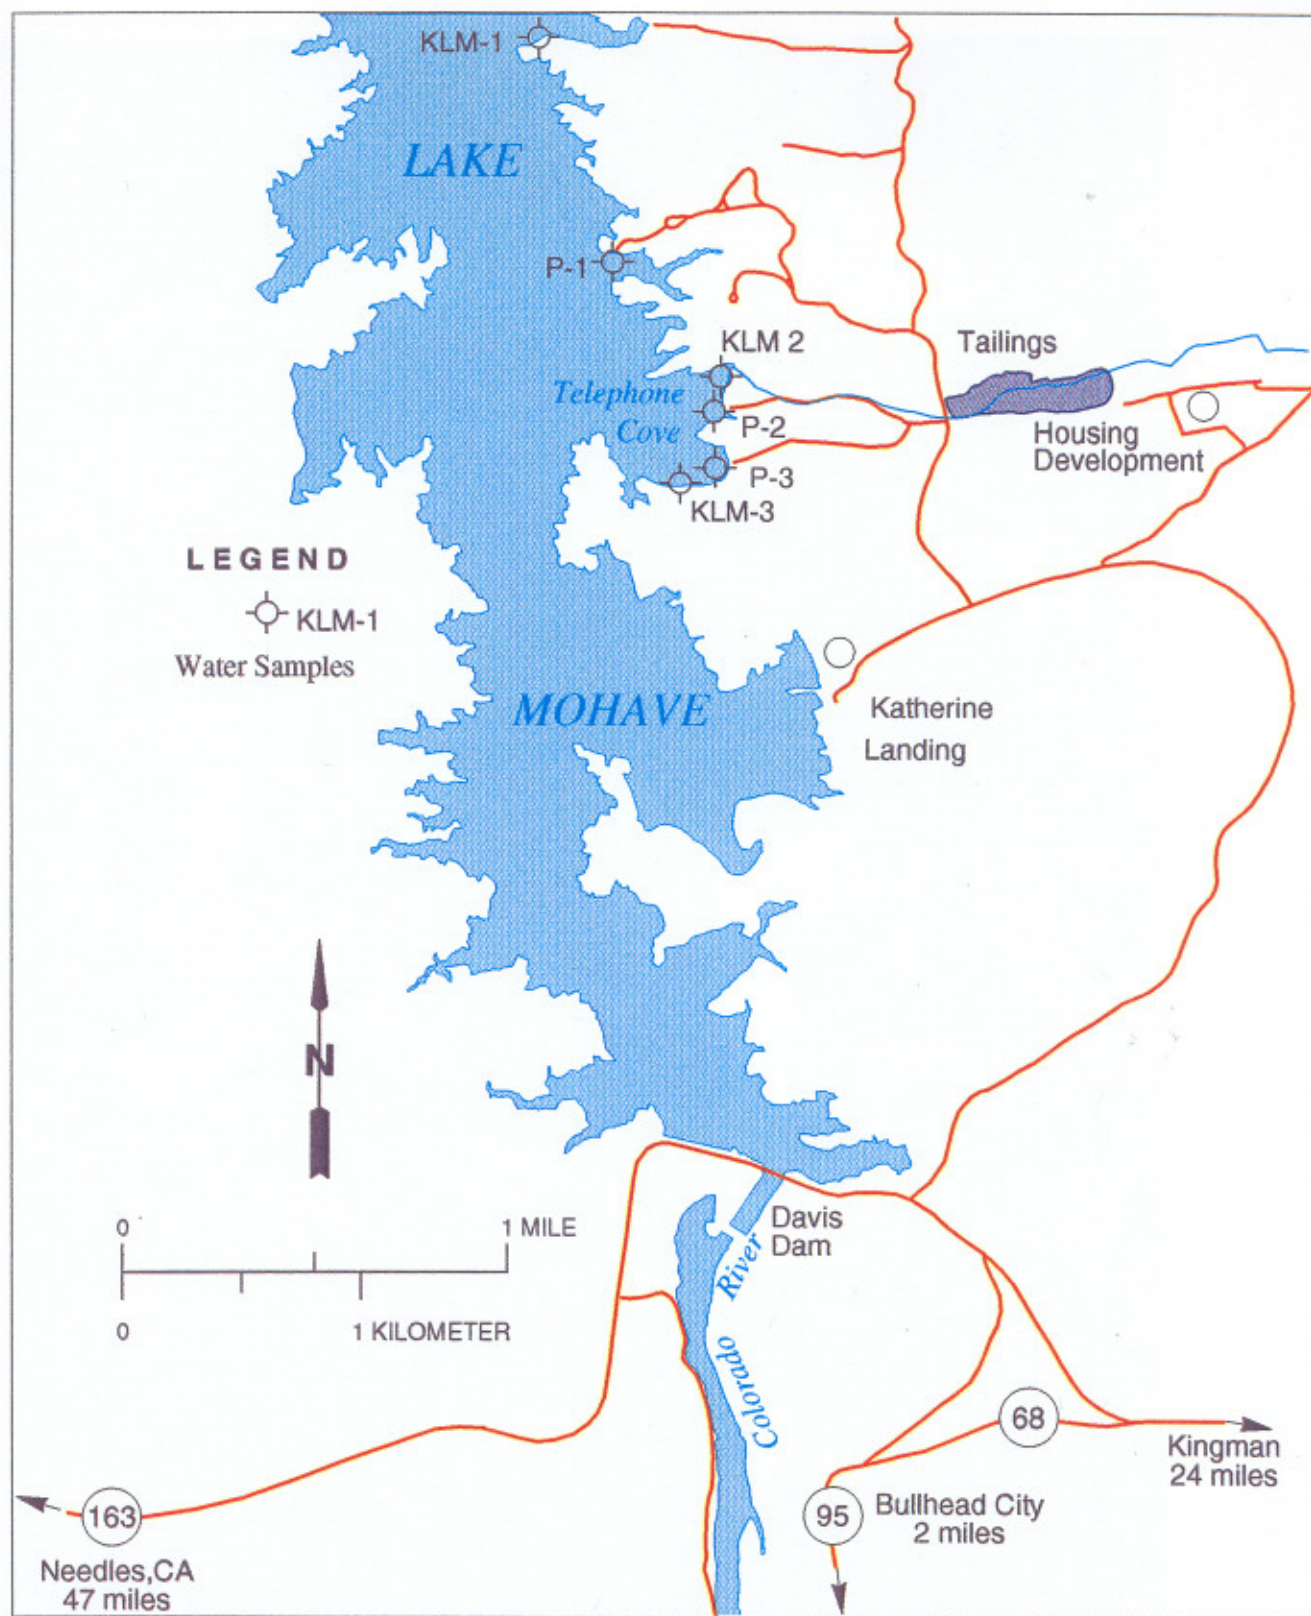 KLM-1
LAKE
P-1
KLM 2
Tailings
Telephone
Cove
P-2
Housing
Development
P-3
KLM-3
LEGEND
KLM-1
Water Samples
MOHAVE
Katherine
Landing
N
0
1 MILE
0
1 KILOMETER
Davis
Dam
Colorado River
68
Kingman
24 miles
95
Bullhead City
2 miles
163
Needles,CA
47 miles